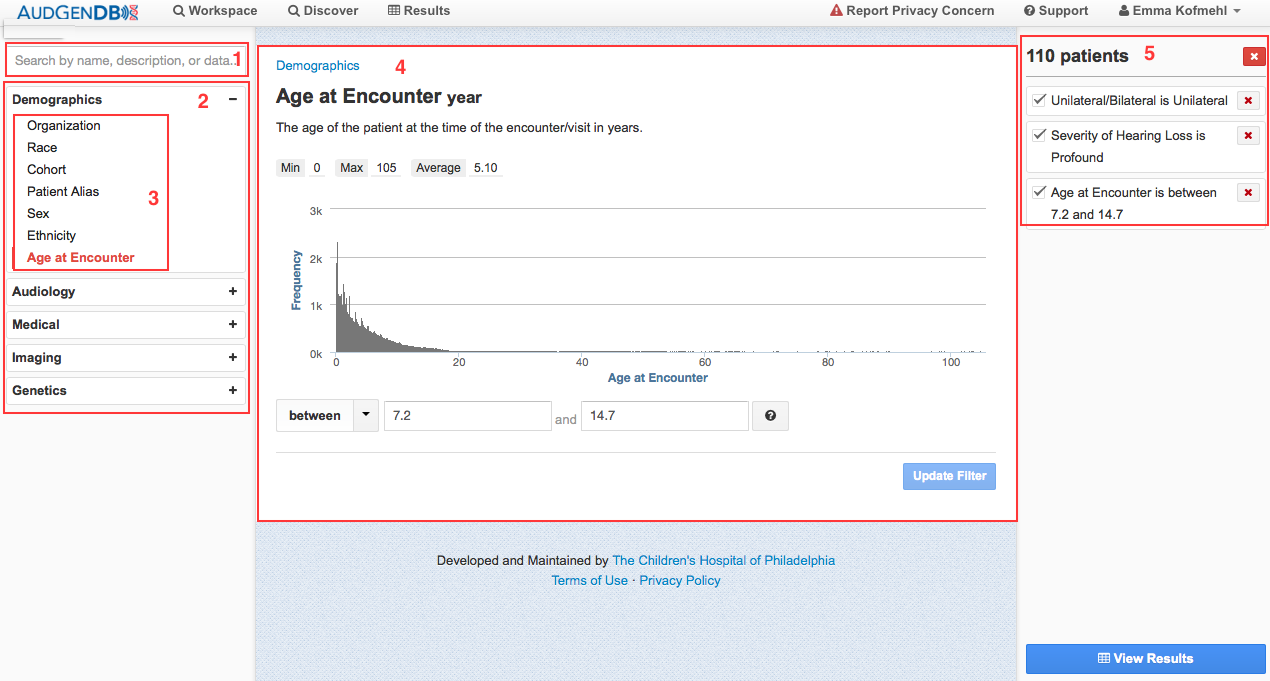 AUDGENDB
Workspace
Discover
Results
Report Privacy Concern
Support
Emma Kofmehl
Search by name, description, or data..
1
Demographics
2
−
Organization
Race
Cohort
Patient Alias
Sex
Ethnicity
Age at Encounter
3
Audiology +
Medical +
Imaging +
Genetics +
Demographics
4
Age at Encounter year
The age of the patient at the time of the encounter/visit in years.
Min 0 Max 105 Average 5.10
3k
2k
1k
0k
Frequency
0 20 40 60 80 100
Age at Encounter
between 7.2 and 14.7 ?
Update Filter
Developed and Maintained by The Children's Hospital of Philadelphia
Terms of Use · Privacy Policy
110 patients
5
×
Unilateral/Bilateral is Unilateral ×
Severity of Hearing Loss is ×
Profound
Age at Encounter is between ×
7.2 and 14.7
View Results